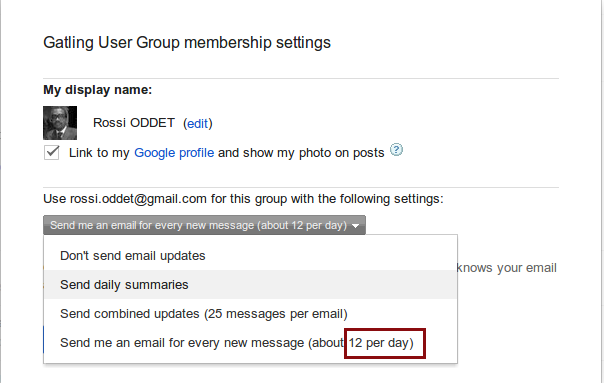 Gatling User Group membership settings
My display name:
Rossi ODDET (edit)
Link to my Google profile and show my photo on posts ?
Use rossi.oddet@gmail.com for this group with the following settings:
Send me an email for every new message (about 12 per day)
Don't send email updates
knows your email
Send daily summaries
Send combined updates (25 messages per email)
Send me an email for every new message (about 12 per day)